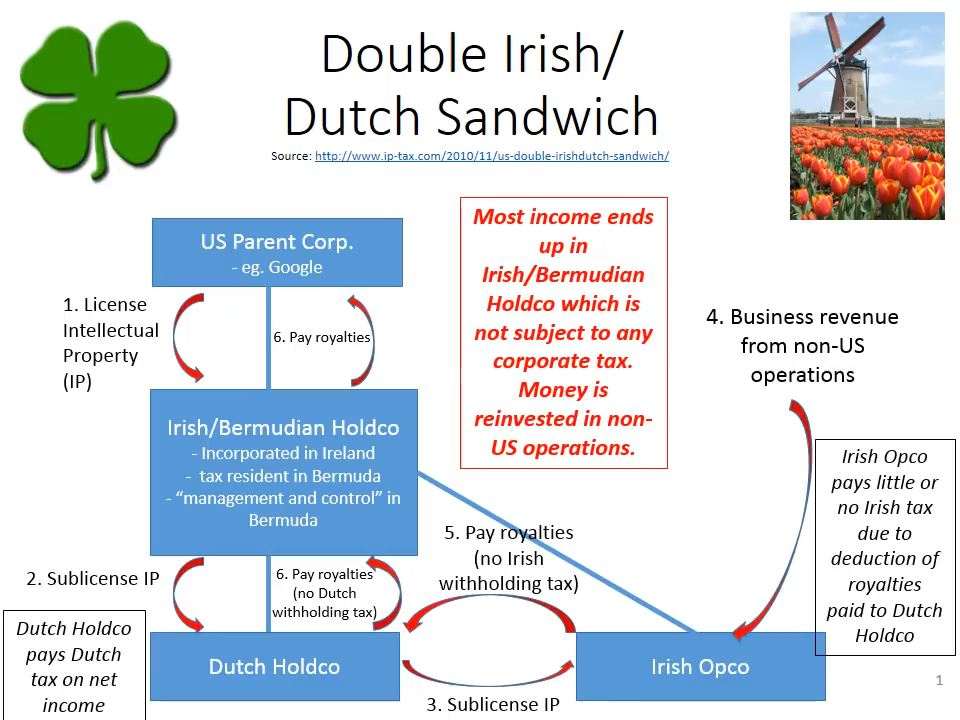 Double Irish/
Dutch Sandwich
Source: http://www.ip-tax.com/2010/11/us-double-irishdutch-sandwich/
US Parent Corp.
- eg. Google
1. License
Intellectual
Property
(IP)
6. Pay royalties
Most income ends
up in
Irish/Bermudian
Holdco which is
not subject to any
corporate tax.
Money is
reinvested in non-
US operations.
4. Business revenue
from non-US
operations
Irish/Bermudian Holdco
- Incorporated in Ireland
- tax resident in Bermuda
- “management and control” in
Bermuda
Irish Opco
pays little or
no Irish tax
due to
deduction of
royalties
paid to Dutch
Holdco
5. Pay royalties
(no Irish
withholding tax)
2. Sublicense IP
6. Pay royalties
(no Dutch
withholding tax)
Dutch Holdco
pays Dutch
tax on net
income
Dutch Holdco
3. Sublicense IP
Irish Opco
1